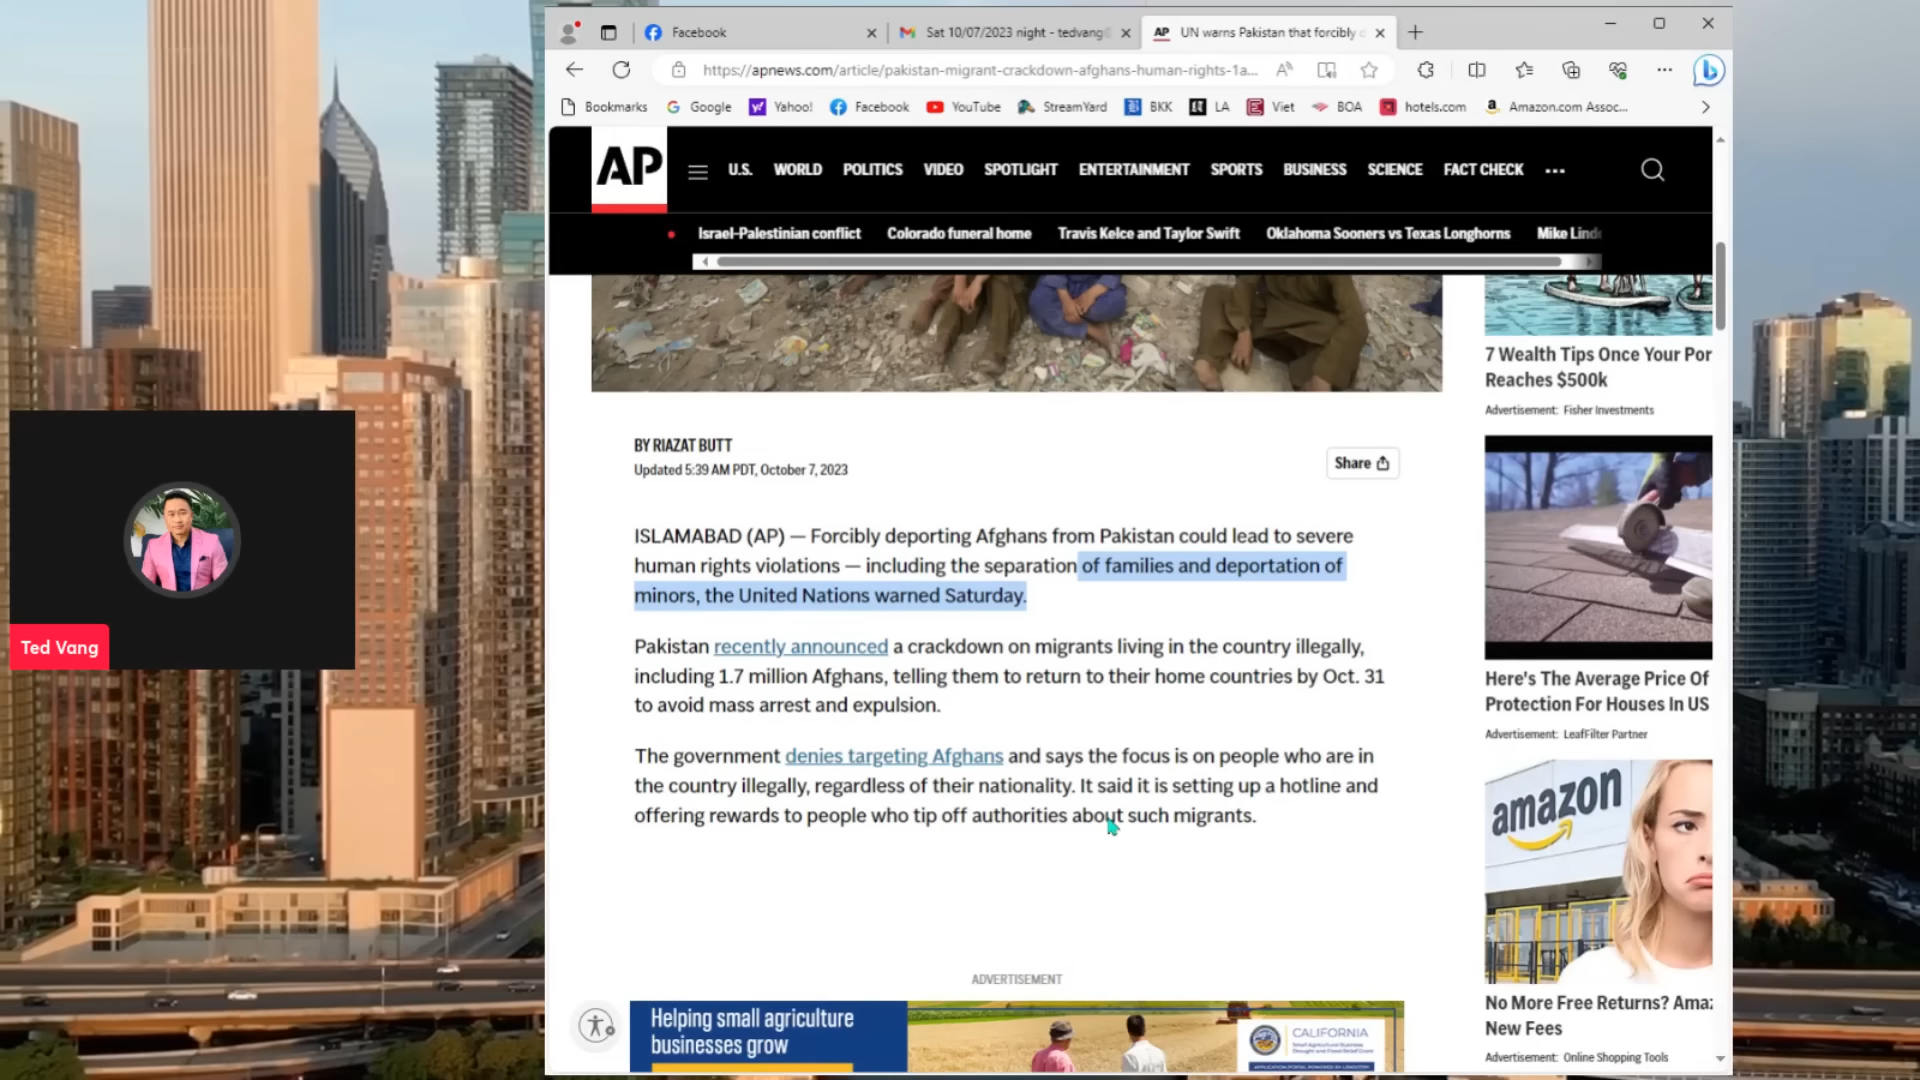 Facebook
Sat 10/07/2023 night - tedvang
UN warns Pakistan that forcibly
https://apnews.com/article/pakistan-migrant-crackdown-afghans-human-rights-1a...
Bookmarks
Google
Yahoo!
Facebook
YouTube
StreamYard
BKK
LA
Viet
BOA
hotels.com
Amazon.com Assoc...
AP
U.S.
WORLD
POLITICS
VIDEO
SPOTLIGHT
ENTERTAINMENT
SPORTS
BUSINESS
SCIENCE
FACT CHECK
Israel-Palestinian conflict
Colorado funeral home
Travis Kelce and Taylor Swift
Oklahoma Sooners vs Texas Longhorns
Mike Lind
BY RIAZAT BUTT
Updated 5:39 AM PDT, October 7, 2023
Share
ISLAMABAD (AP) — Forcibly deporting Afghans from Pakistan could lead to severe
human rights violations — including the separation of families and deportation of
minors, the United Nations warned Saturday.
Pakistan recently announced a crackdown on migrants living in the country illegally,
including 1.7 million Afghans, telling them to return to their home countries by Oct. 31
to avoid mass arrest and expulsion.
The government denies targeting Afghans and says the focus is on people who are in
the country illegally, regardless of their nationality. It said it is setting up a hotline and
offering rewards to people who tip off authorities about such migrants.
ADVERTISEMENT
Helping small agriculture
businesses grow
CALIFORNIA
7 Wealth Tips Once Your Por
Reaches $500k
Advertisement: Fisher Investments
Here's The Average Price Of
Protection For Houses In US
Advertisement: LeafFilter Partner
amazon
No More Free Returns? Ama
New Fees
Advertisement: Online Shopping Tools
Ted Vang